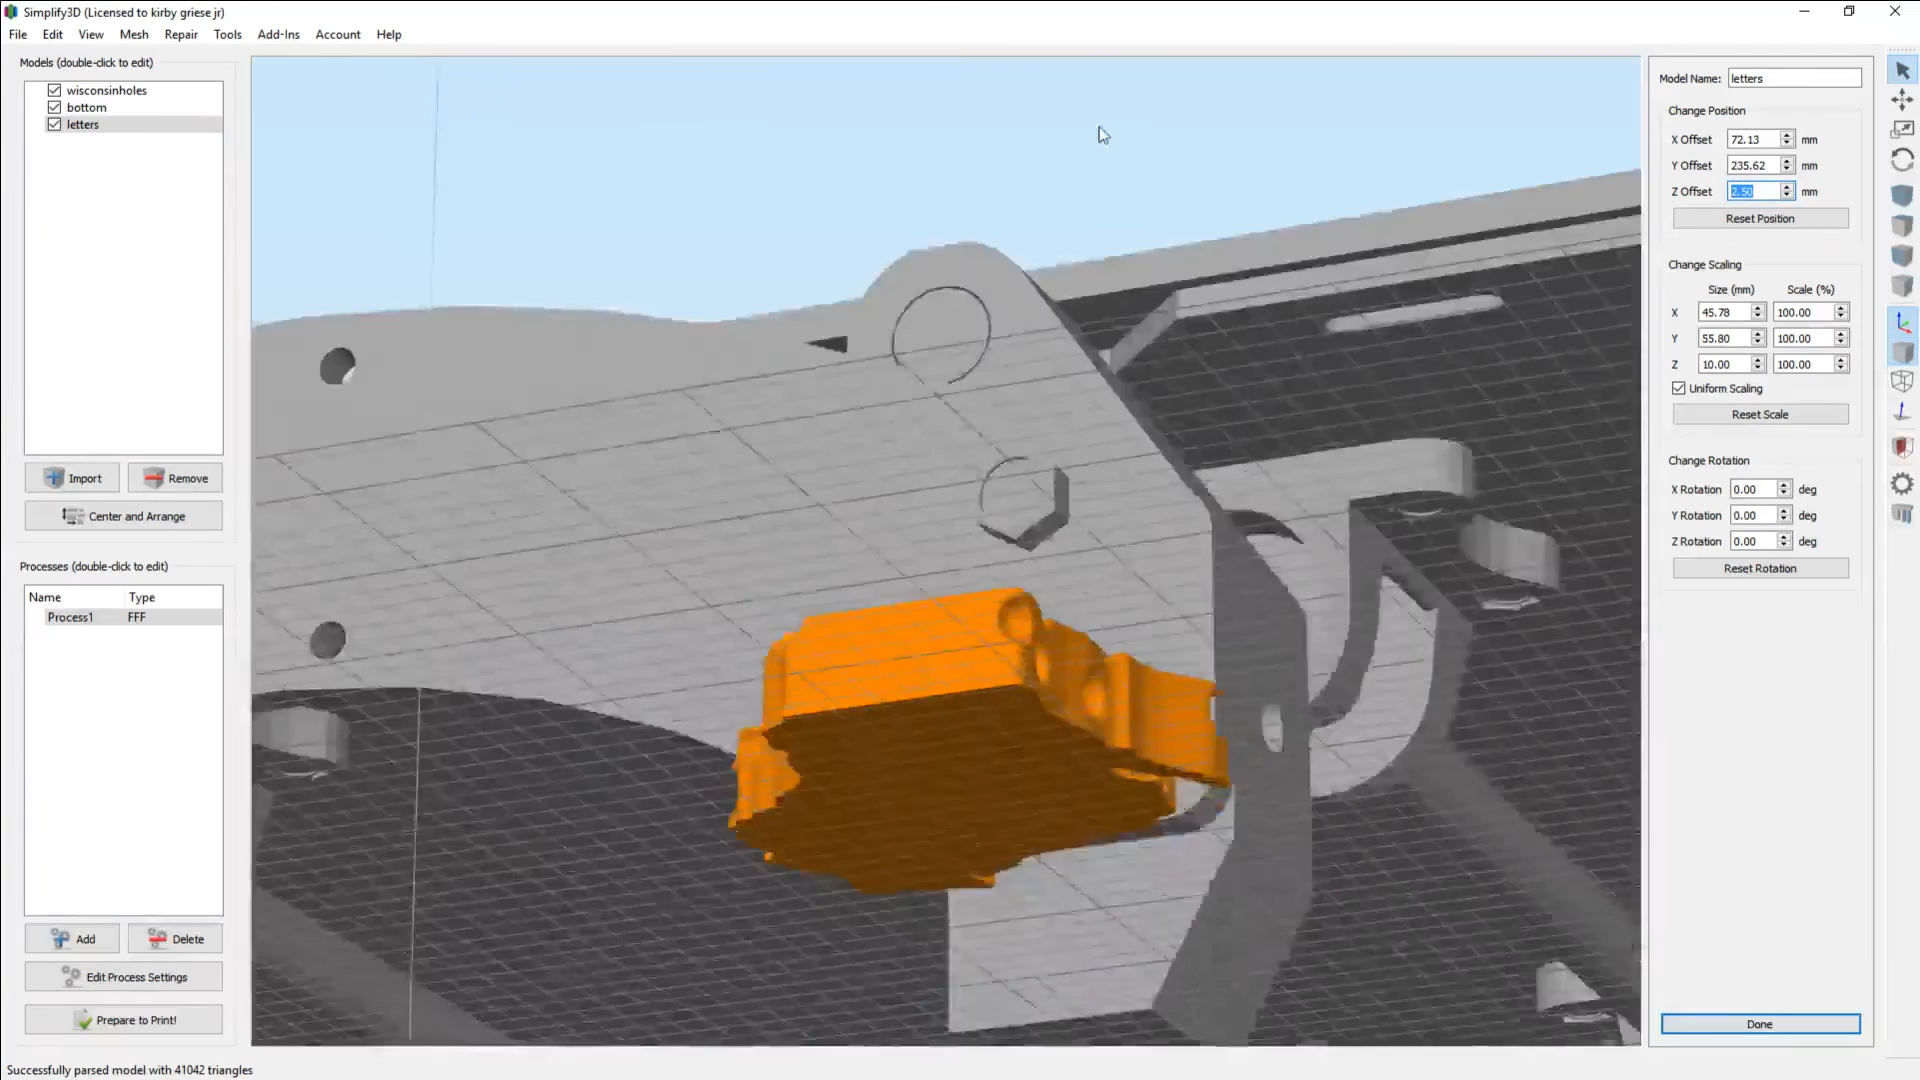 Simplify3D (Licensed to kirby griese jr)
File Edit View Mesh Repair Tools Add-Ins Account Help
Models (double-click to edit)
wisconsinholes
bottom
letters
Import Remove
Center and Arrange
Processes (double-click to edit)
Name Type
Process1 FFF
Add Delete
Edit Process Settings
Prepare to Print!
Successfully parsed model with 41042 triangles
Model Name: letters
Change Position
X Offset 72.13 mm
Y Offset 235.62 mm
Z Offset 2.50 mm
Reset Position
Change Scaling
Size (mm) Scale (%)
X 45.78 100.00
Y 55.80 100.00
Z 10.00 100.00
Uniform Scaling
Reset Scale
Change Rotation
X Rotation 0.00 deg
Y Rotation 0.00 deg
Z Rotation 0.00 deg
Reset Rotation
Done